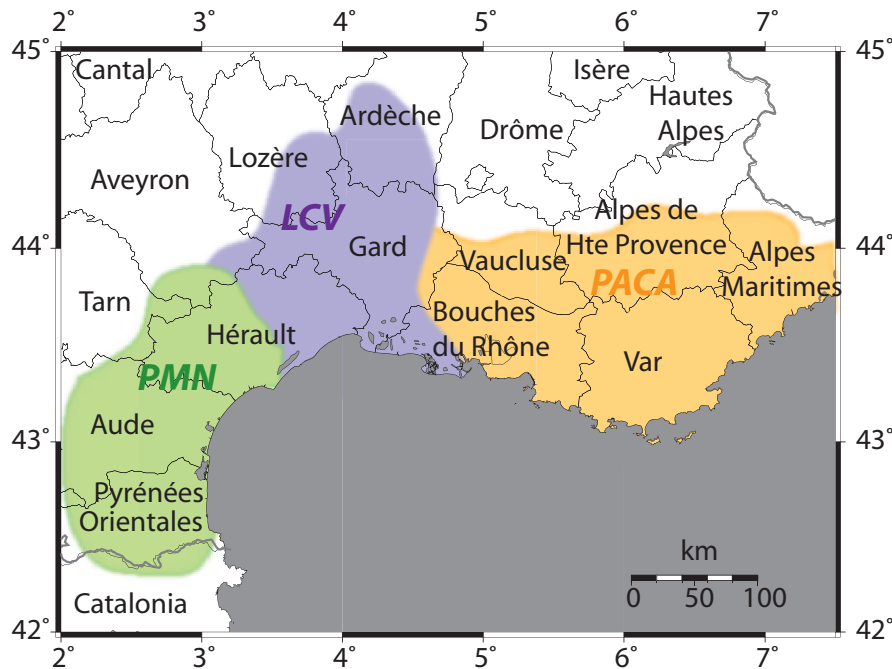 2˚ 3˚ 4˚ 5˚ 6˚ 7˚
45˚ 45˚
Cantal
Isère
Hautes
Alpes
Ardèche
Drôme
Lozère
Aveyron
Alpes de
Hte Provence
LCV
44˚ 44˚
Gard
Vaucluse
Alpes
Maritimes
PACA
Tarn
Bouches
du Rhône
Hérault
Var
PMN
Aude
43˚ 43˚
Pyrénées
Orientales
km
0 50 100
Catalonia
42˚ 42˚
2˚ 3˚ 4˚ 5˚ 6˚ 7˚